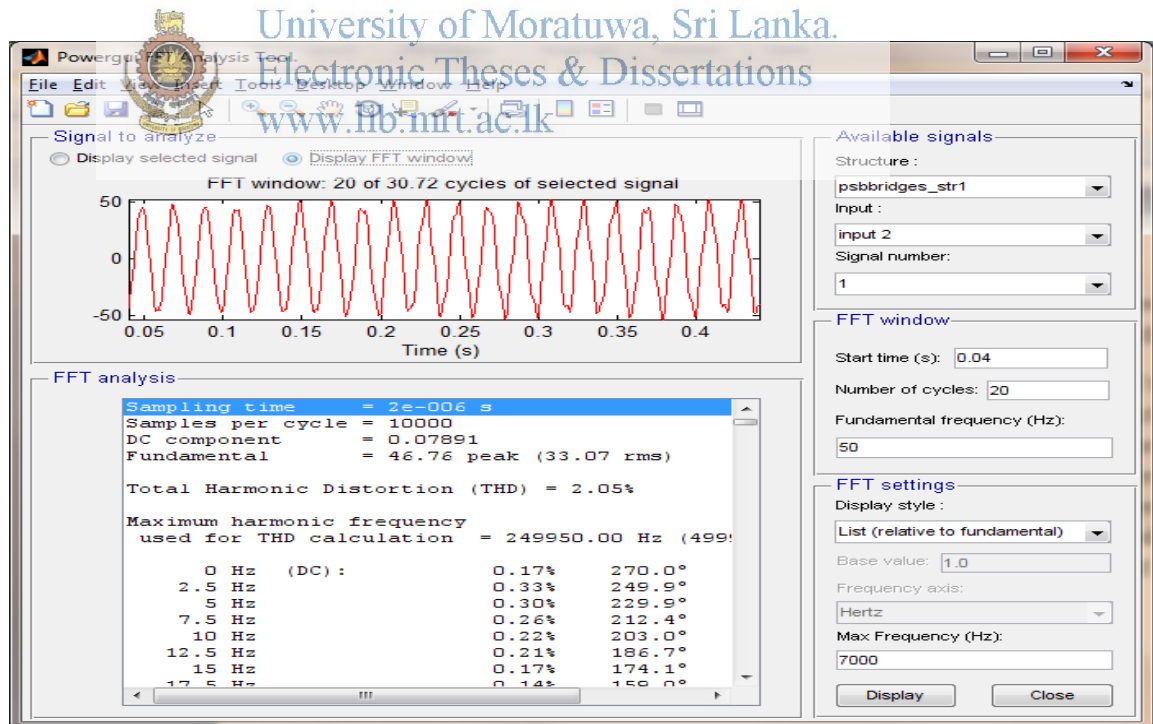 University of Moratuwa, Sri Lanka.
Powergui FFT Analysis Tool.
Electronic Theses & Dissertations
File Edit View Insert Tools Desktop Window Help
www.lib.mrt.ac.lk
Signal to analyze
Display selected signal Display FFT window
FFT window: 20 of 30.72 cycles of selected signal
50
0
-50
0.05 0.1 0.15 0.2 0.25 0.3 0.35 0.4
Time (s)
FFT analysis
Sampling time = 2e-006 s
Samples per cycle = 10000
DC component = 0.07891
Fundamental = 46.76 peak (33.07 rms)
Total Harmonic Distortion (THD) = 2.05%
Maximum harmonic frequency
used for THD calculation = 249950.00 Hz (499
0 Hz (DC): 0.17% 270.0°
2.5 Hz 0.33% 249.9°
5 Hz 0.30% 229.9°
7.5 Hz 0.26% 212.4°
10 Hz 0.22% 203.0°
12.5 Hz 0.21% 186.7°
15 Hz 0.17% 174.1°
17.5 Hz 0.14% 159.0°
Available signals
Structure :
psbbridges_str1
Input :
input 2
Signal number:
1
FFT window
Start time (s): 0.04
Number of cycles: 20
Fundamental frequency (Hz):
50
FFT settings
Display style :
List (relative to fundamental)
Base value: 1.0
Frequency axis:
Hertz
Max Frequency (Hz):
7000
Display Close